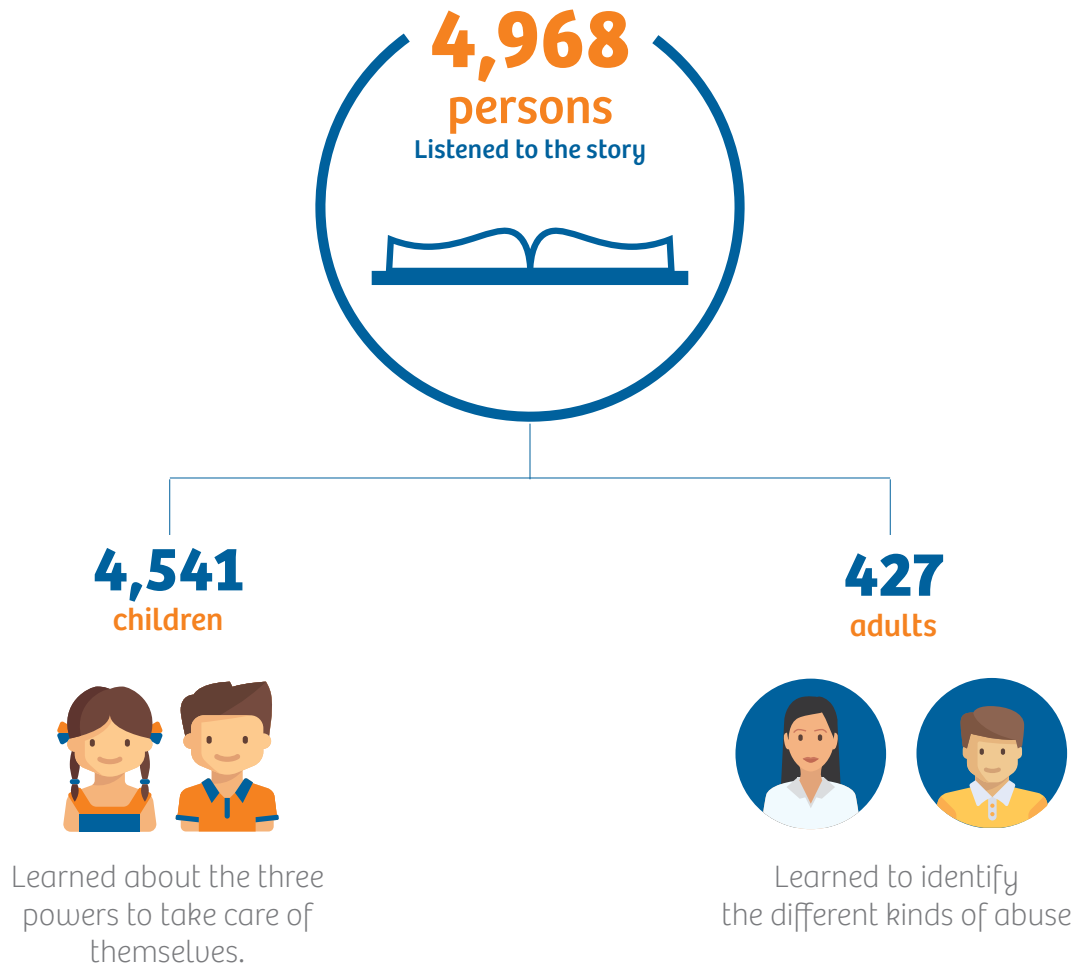 4,968
persons
Listened to the story
4,541
children
Learned about the three
powers to take care of
themselves.
427
adults
Learned to identify
the different kinds of abuse